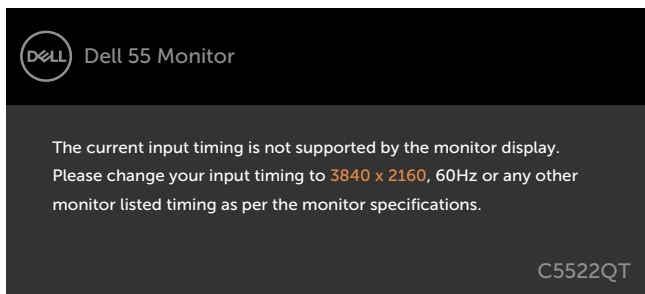 DELL Dell 55 Monitor
The current input timing is not supported by the monitor display.
Please change your input timing to 3840 x 2160, 60Hz or any other
monitor listed timing as per the monitor specifications.
C5522QT